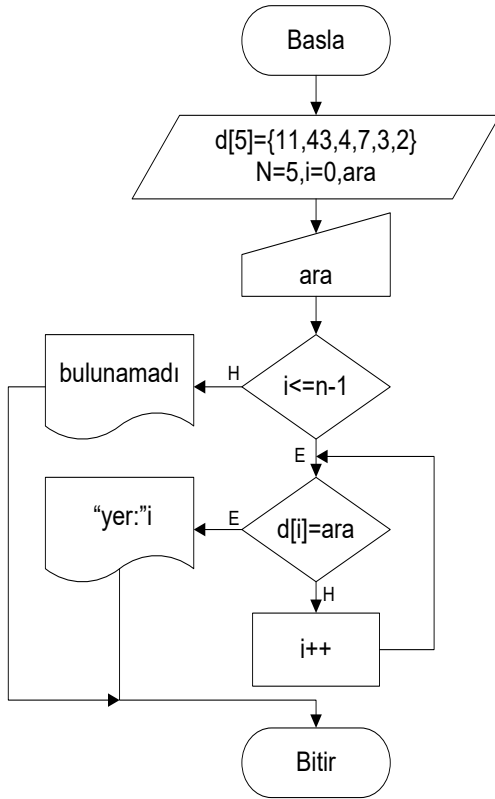 Basla
d[5]={11,43,4,7,3,2}
N=5,i=0,ara
ara
bulunamadı
H
i<=n-1
E
“yer:”i
E
d[i]=ara
H
i++
Bitir